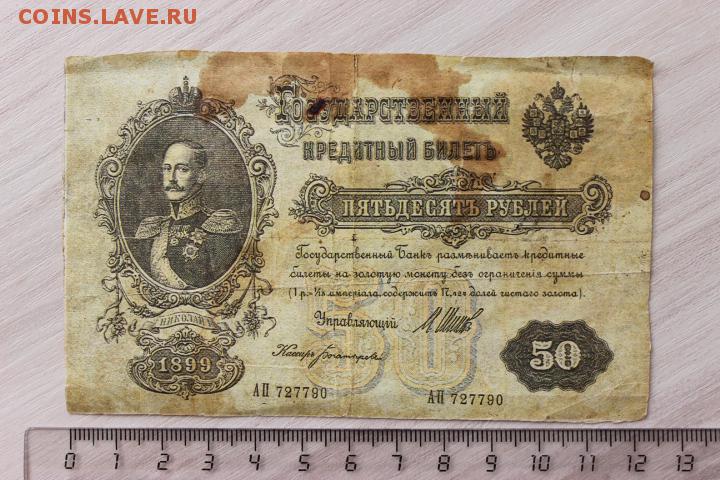 COINS.LAVE.RU
ГОСУДАРСТВЕННЫЙ
КРЕДИТНЫЙ БИЛЕТЪ
ПЯТЬДЕСЯТЪ РУБЛЕЙ
Государственный Банкъ размѣниваетъ кредитные
билеты на золотую монету безъ ограниченія суммы
(1 р.= 1/15 имперіала, содержитъ 17,424 долей чистаго золота).
Управляющій
50
НИКОЛАЙ I
1899
Кассиръ
50
АП 727790
АП 727790
0 1 2 3 4 5 6 7 8 9 10 11 12 13